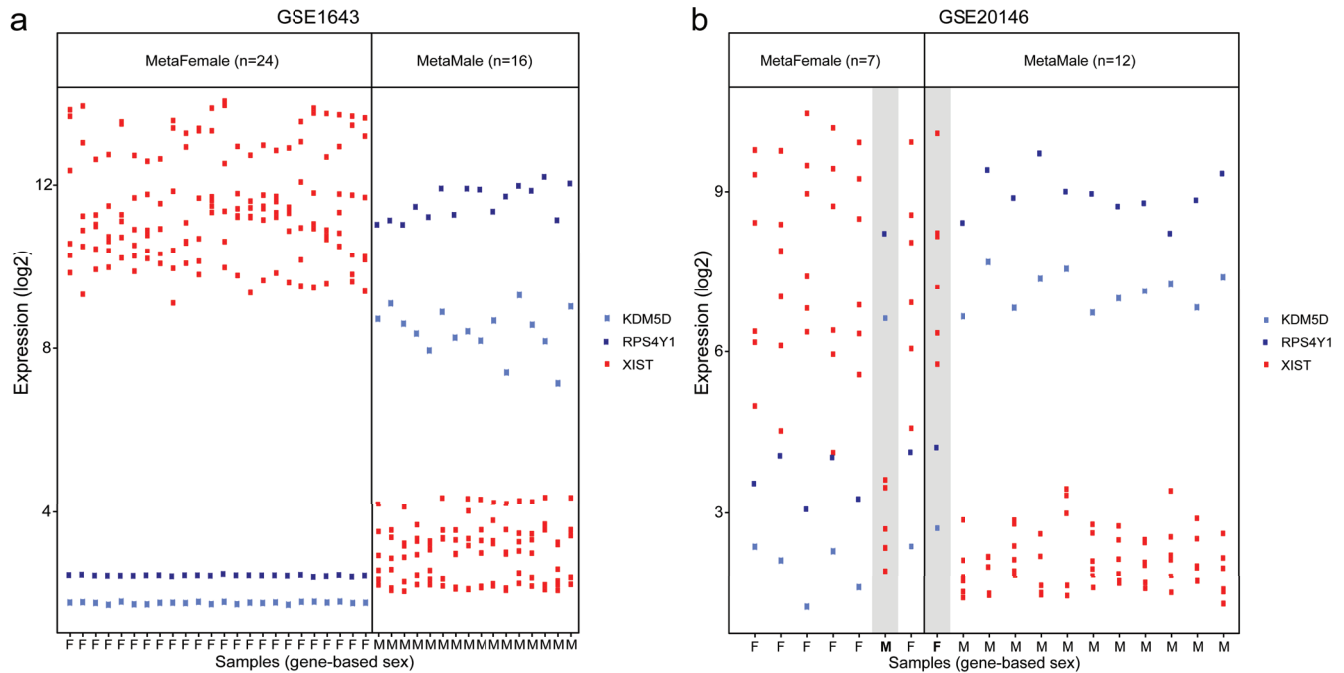 a
GSE1643
MetaFemale (n=24)
MetaMale (n=16)
12
8
4
Expression (log2)
KDM5D
RPS4Y1
XIST
F F F F F F F F F F F F F F F F F F F F F F F F M M M M M M M M M M M M M M M M
Samples (gene-based sex)
b
GSE20146
MetaFemale (n=7)
MetaMale (n=12)
9
6
3
Expression (log2)
KDM5D
RPS4Y1
XIST
F F F F F M F F M M M M M M M M M M M
Samples (gene-based sex)